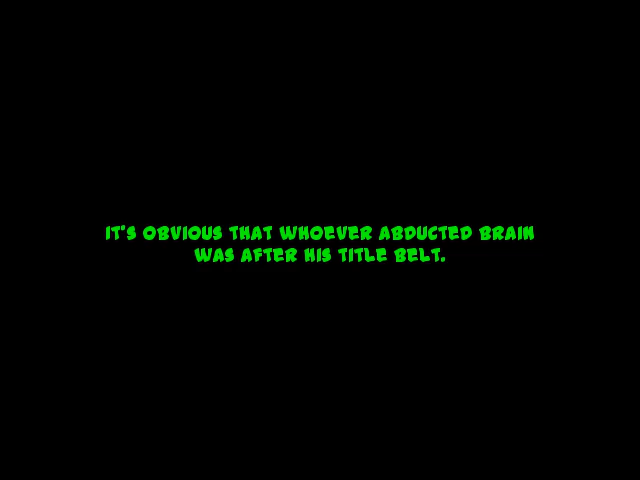 IT'S OBVIOUS THAT WHOEVER ABDUCTED BRAIN
WAS AFTER HIS TITLE BELT.